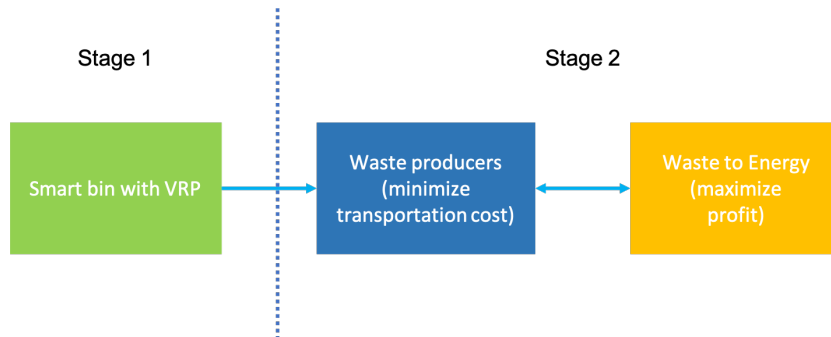 Stage 1
Stage 2
Smart bin with VRP
Waste producers
(minimize
transportation cost)
Waste to Energy
(maximize
profit)